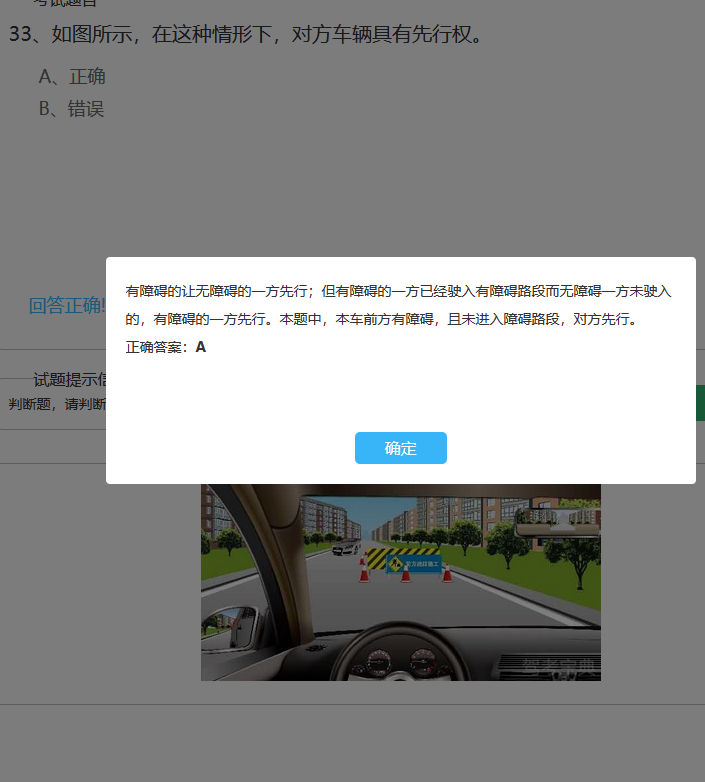 考试题目
33、如图所示，在这种情形下，对方车辆具有先行权。
A、正确
B、错误
有障碍的让无障碍的一方先行；但有障碍的一方已经驶入有障碍路段而无障碍一方未驶入
的，有障碍的一方先行。本题中，本车前方有障碍，且未进入障碍路段，对方先行。
正确答案：A
回答正确!
试题提示信
判断题，请判断
确定
前方道路施工
驾考宝典